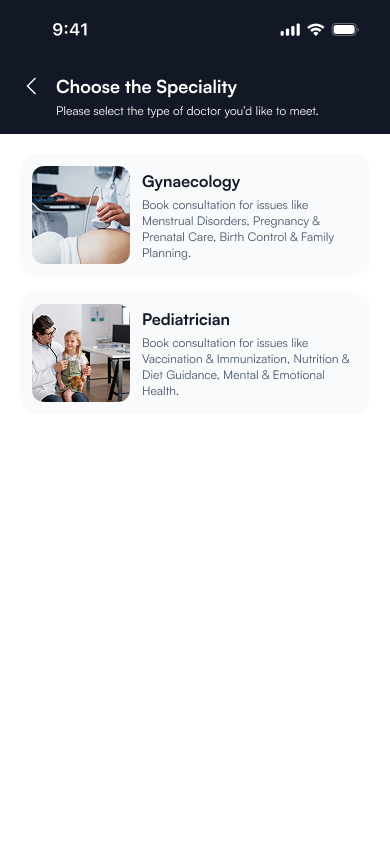 9:41
Choose the Speciality
Please select the type of doctor you'd like to meet.
Gynaecology
Book consultation for issues like
Menstrual Disorders, Pregnancy &
Prenatal Care, Birth Control & Family
Planning.
Pediatrician
Book consultation for issues like
Vaccination & Immunization, Nutrition &
Diet Guidance, Mental & Emotional
Health.